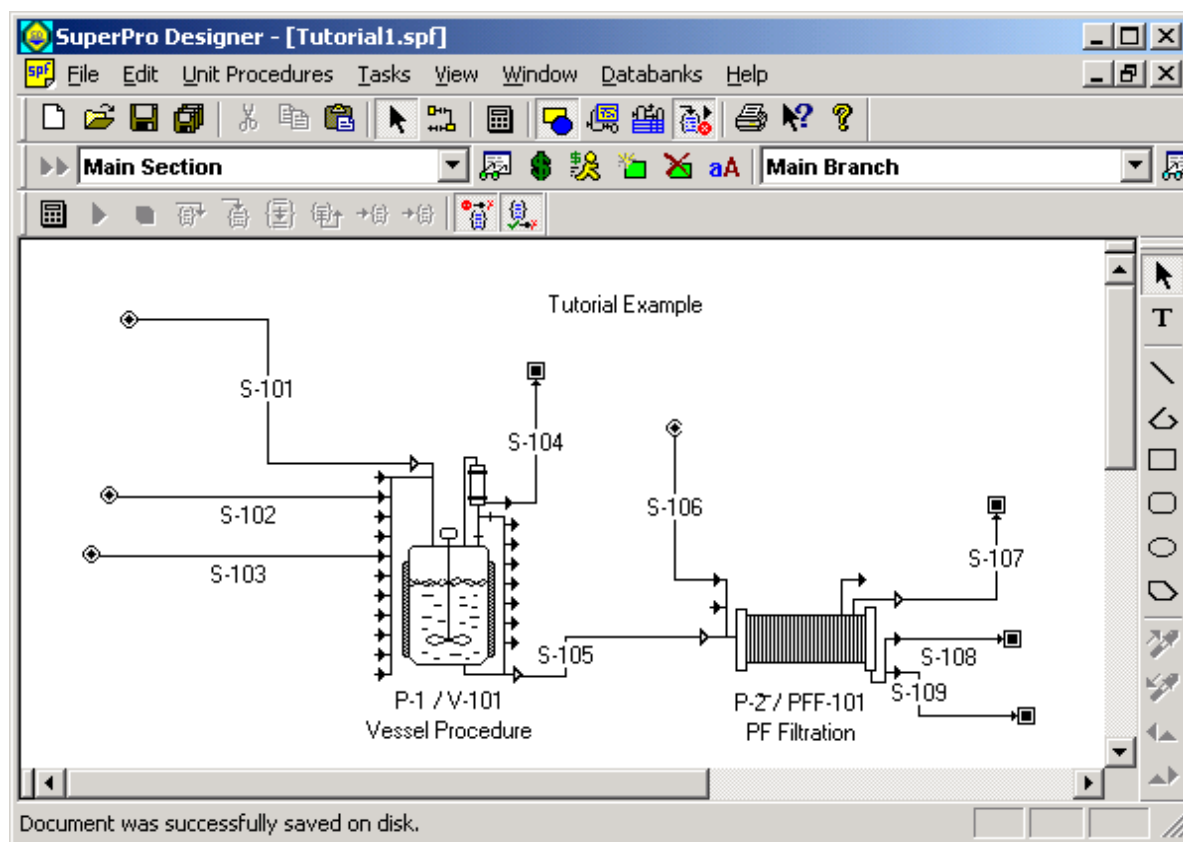 SuperPro Designer - [Tutorial1.spf]
spf File Edit Unit Procedures Tasks View Window Databanks Help
Main Section aA Main Branch
Tutorial Example
T
S-101
S-104
S-102
S-106
S-103
S-107
S-105
S-108
S-109
P-1 / V-101
Vessel Procedure
P-2 / PFF-101
PF Filtration
Document was successfully saved on disk.